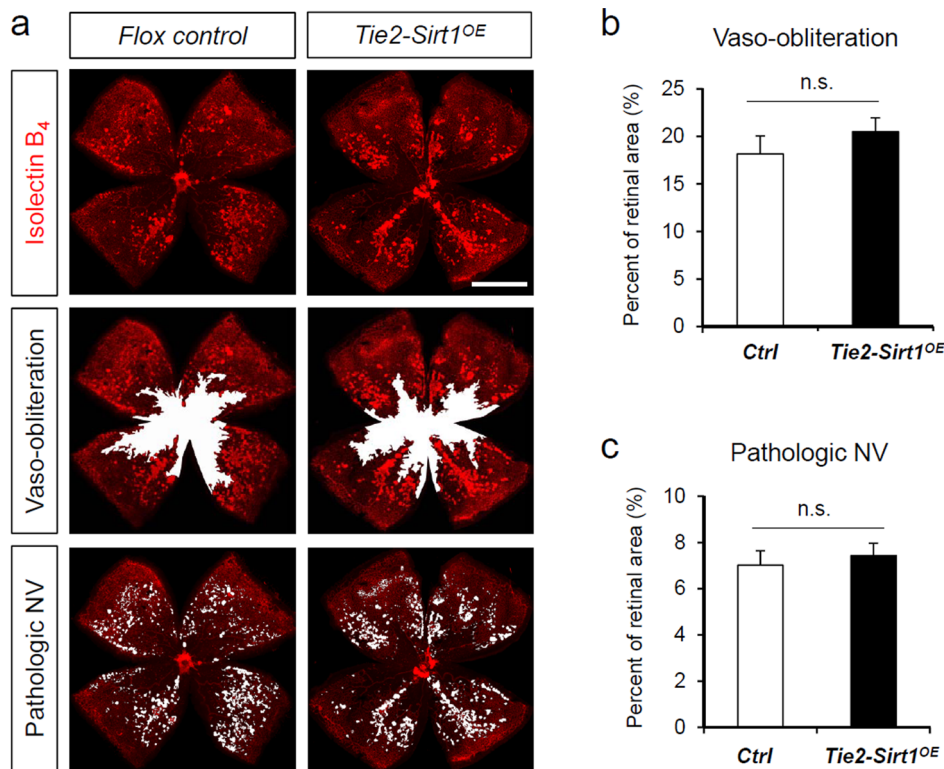 a
Flox control
Tie2-Sirt1OE
Isolectin B4
Vaso-obliteration
Pathologic NV
b
Vaso-obliteration
Percent of retinal area (%)
25
20
15
10
5
0
n.s.
Ctrl
Tie2-Sirt1OE
c
Pathologic NV
Percent of retinal area (%)
10
8
6
4
2
0
n.s.
Ctrl
Tie2-Sirt1OE